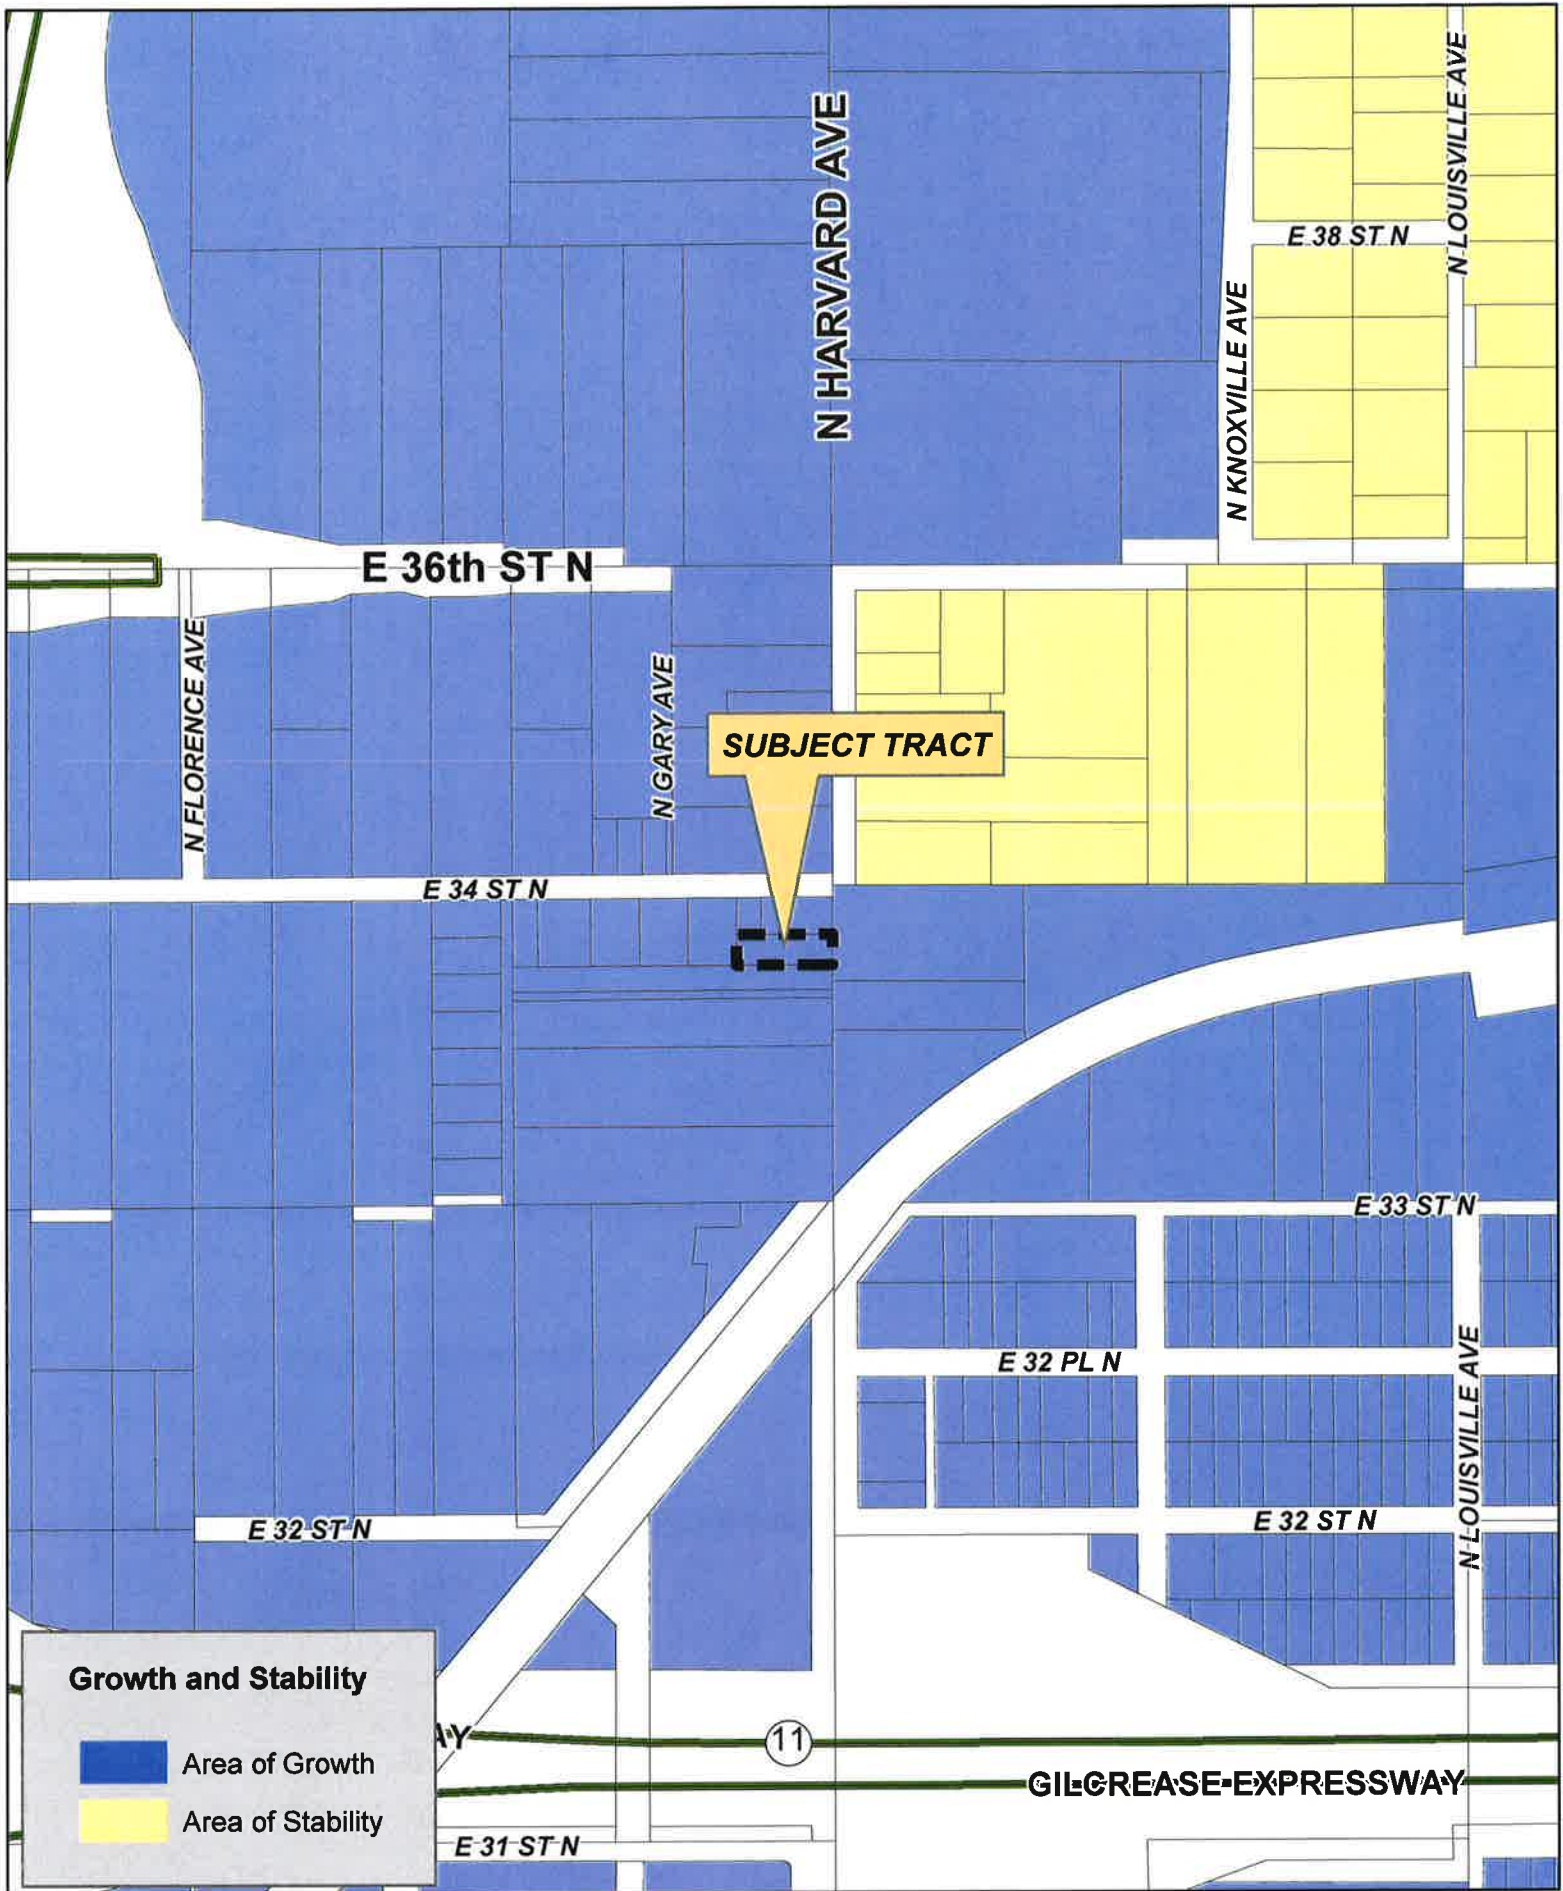 N HARVARD AVE
N LOUISVILLE AVE
E 38 ST N
N KNOXVILLE AVE
E 36th ST N
N FLORENCE AVE
N GARY AVE
SUBJECT TRACT
E 34 ST N
E 33 ST N
E 32 PL N
N LOUISVILLE AVE
E 32 ST N
E 32 ST N
Growth and Stability
Area of Growth
Area of Stability
11
GILCREASE EXPRESSWAY
E 31 ST N